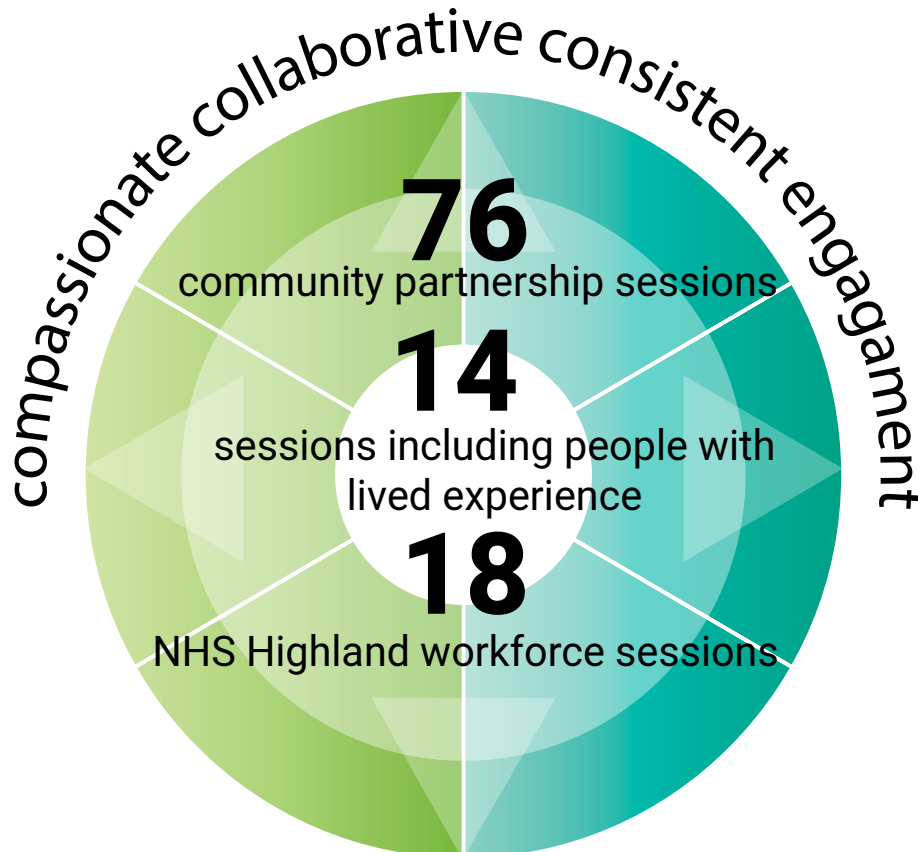 compassionate collaborative consistent engagament
76
community partnership sessions
14
sessions including people with
lived experience
18
NHS Highland workforce sessions